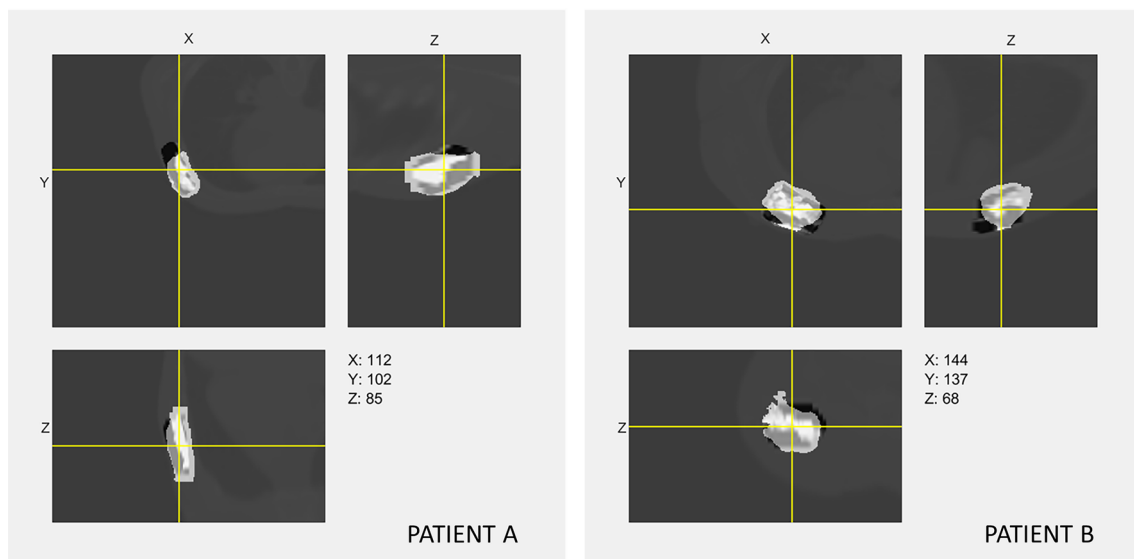 X
Z
Y
Z
X: 112
Y: 102
Z: 85
PATIENT A
X
Z
Y
Z
X: 144
Y: 137
Z: 68
PATIENT B